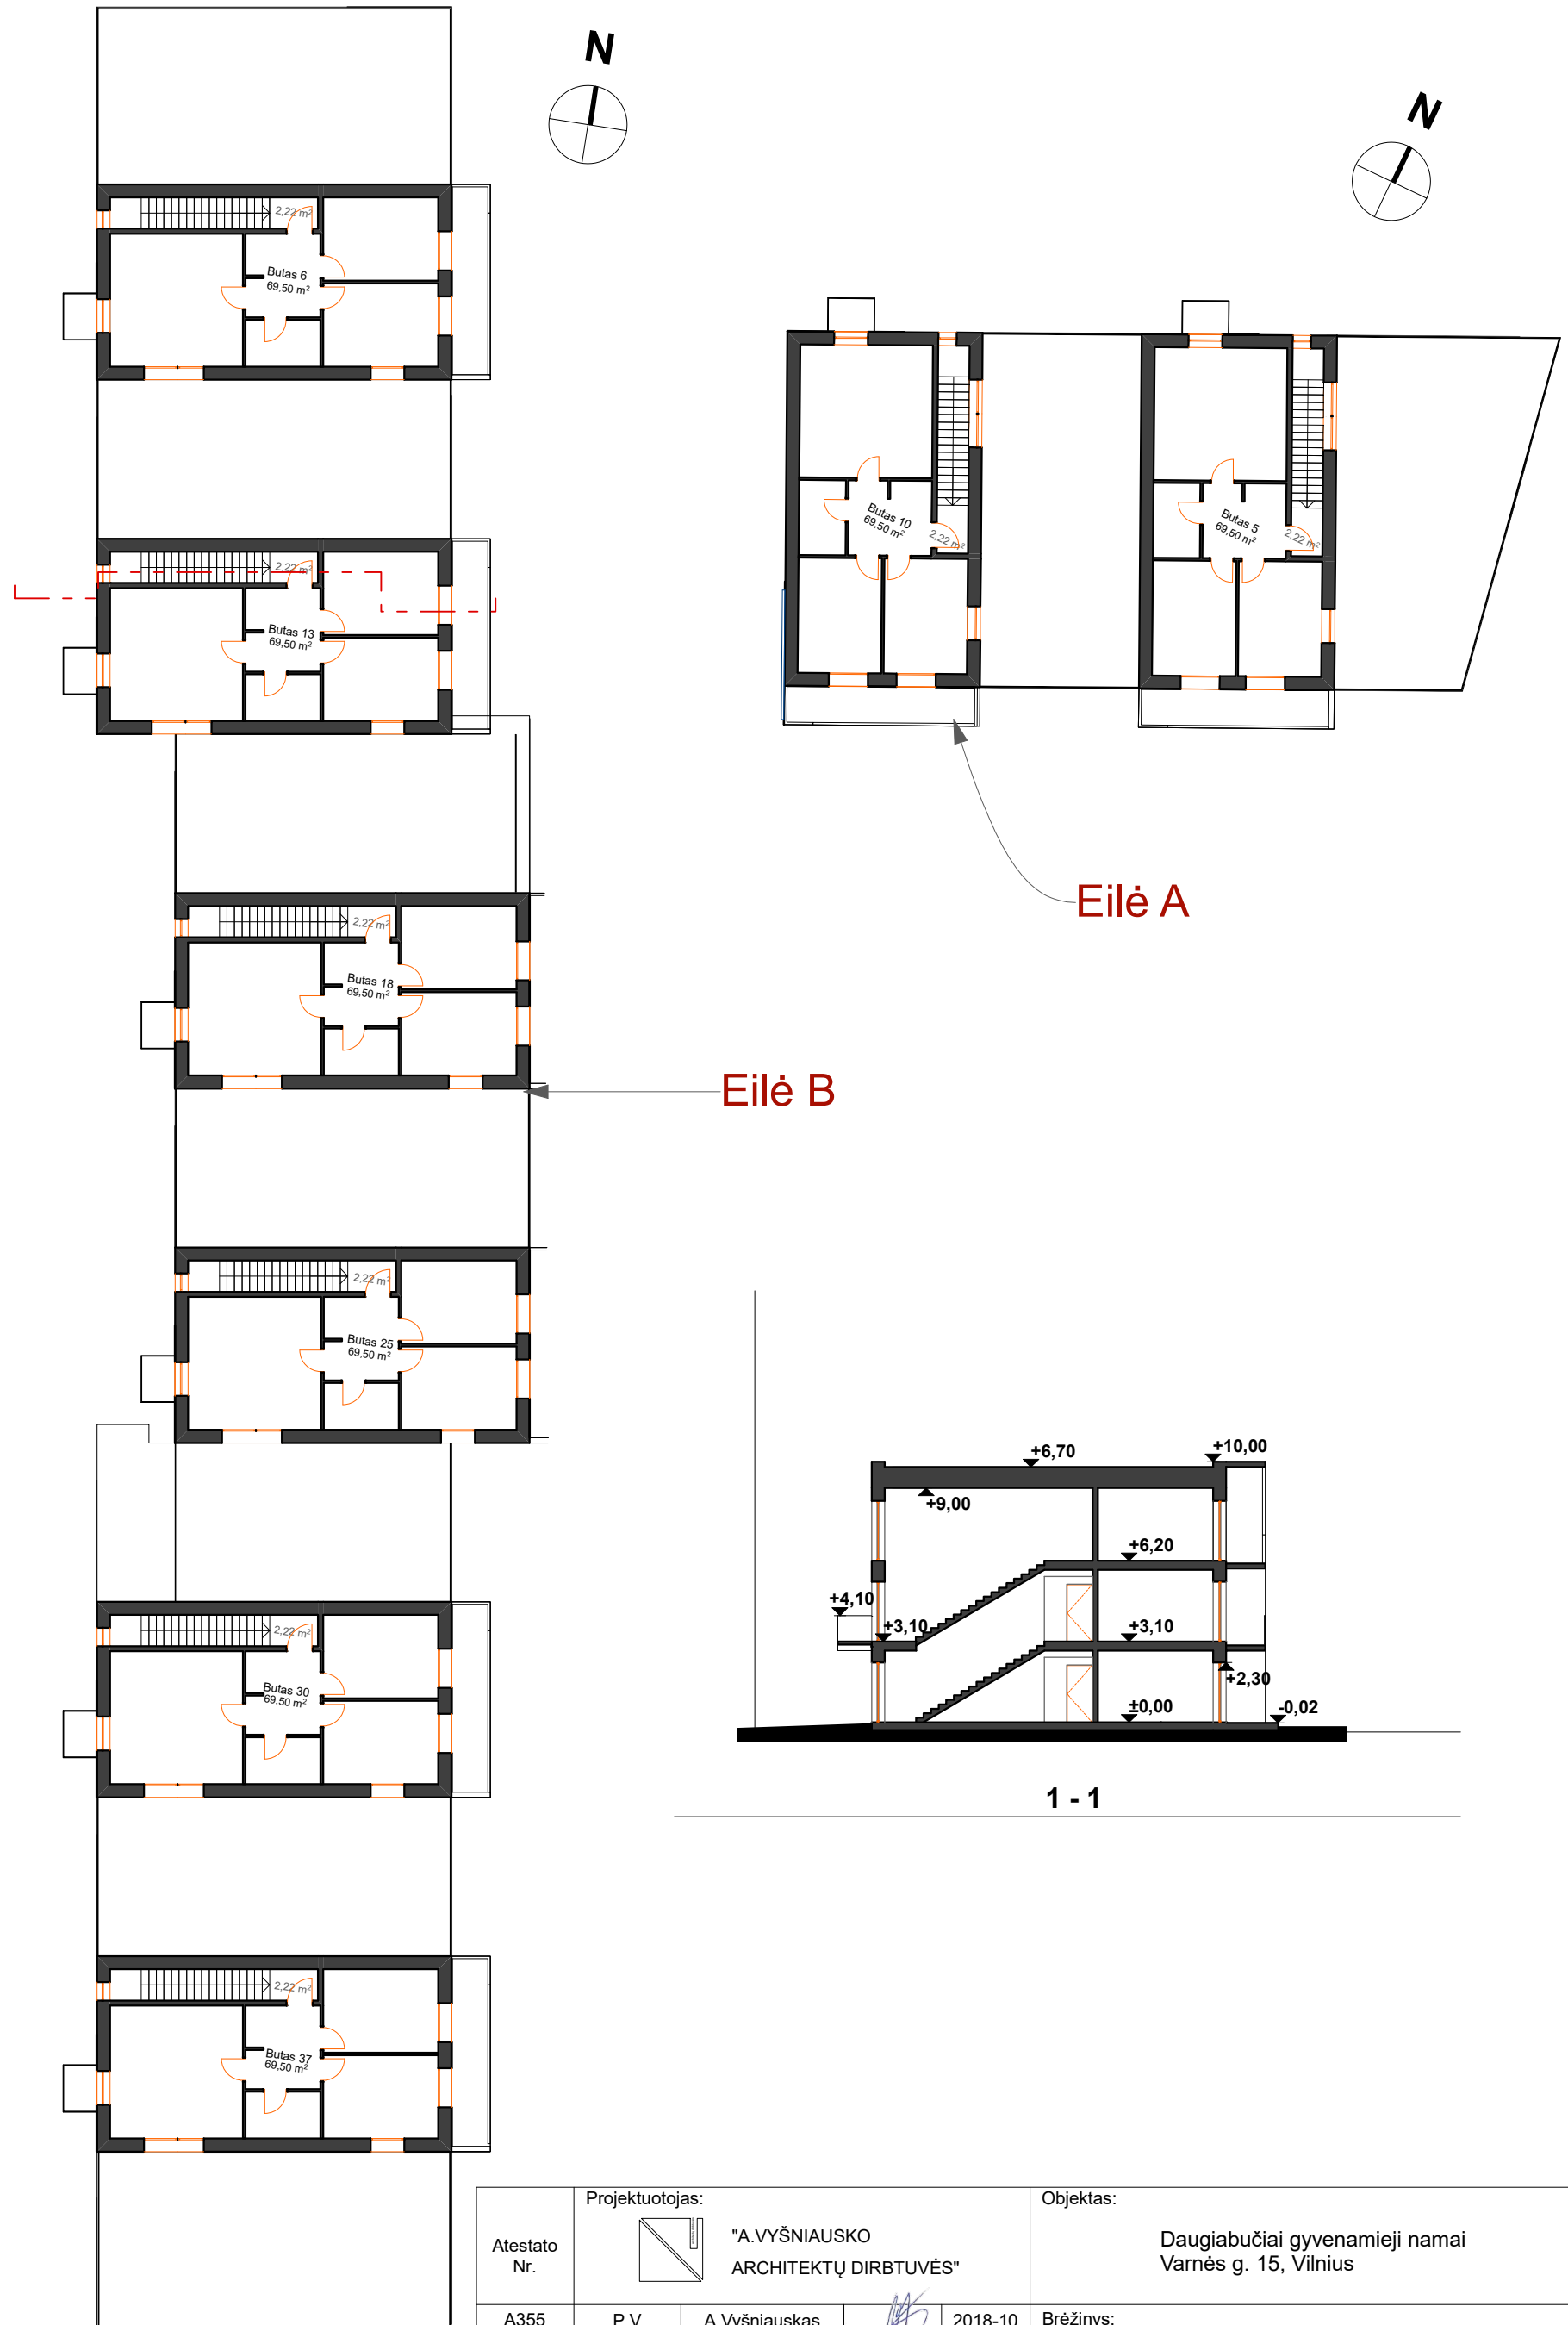 N
N
2,22 m²
Butas 6
69,50 m²
Butas 10
69,50 m²
2,22 m²
Butas 5
69,50 m²
2,22 m²
2,22 m²
Butas 13
69,50 m²
Eilė A
2,22 m²
Butas 18
69,50 m²
Eilė B
2,22 m²
Butas 25
69,50 m²
+6,70
+10,00
+9,00
+6,20
+4,10
+3,10
+3,10
+2,30
±0,00
-0,02
1 - 1
2,22 m²
Butas 30
69,50 m²
2,22 m²
Butas 37
69,50 m²
Atestato
Nr.
Projektuotojas:
"A.VYŠNIAUSKO
ARCHITEKTŲ DIRBTUVĖS"
Objektas:
Daugiabučiai gyvenamieji namai
Varnės g. 15, Vilnius
A355 P.V. A.Vyšniauskas 2018-10 Brėžinys: